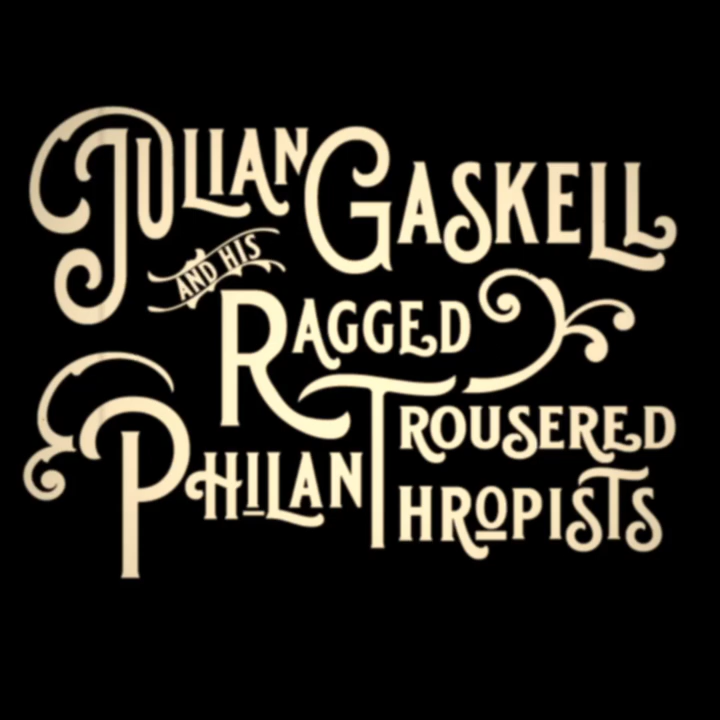 JULIAN GASKELL
AND HIS
RAGGED
TROUSERED
PHILANTHROPISTS